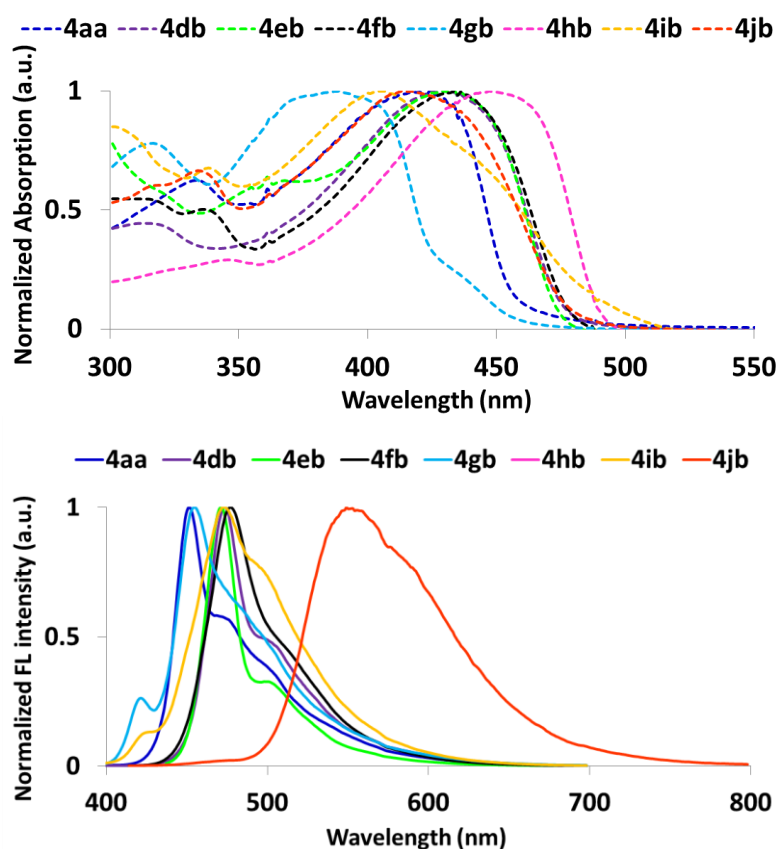 4aa 4db 4eb 4fb 4gb 4hb 4ib 4jb
Normalized Absorption (a.u.)
1
0.5
0
300 350 400 450 500 550
Wavelength (nm)
4aa 4db 4eb 4fb 4gb 4hb 4ib 4jb
Normalized FL intensity (a.u.)
1
0.5
0
400 500 600 700 800
Wavelength (nm)